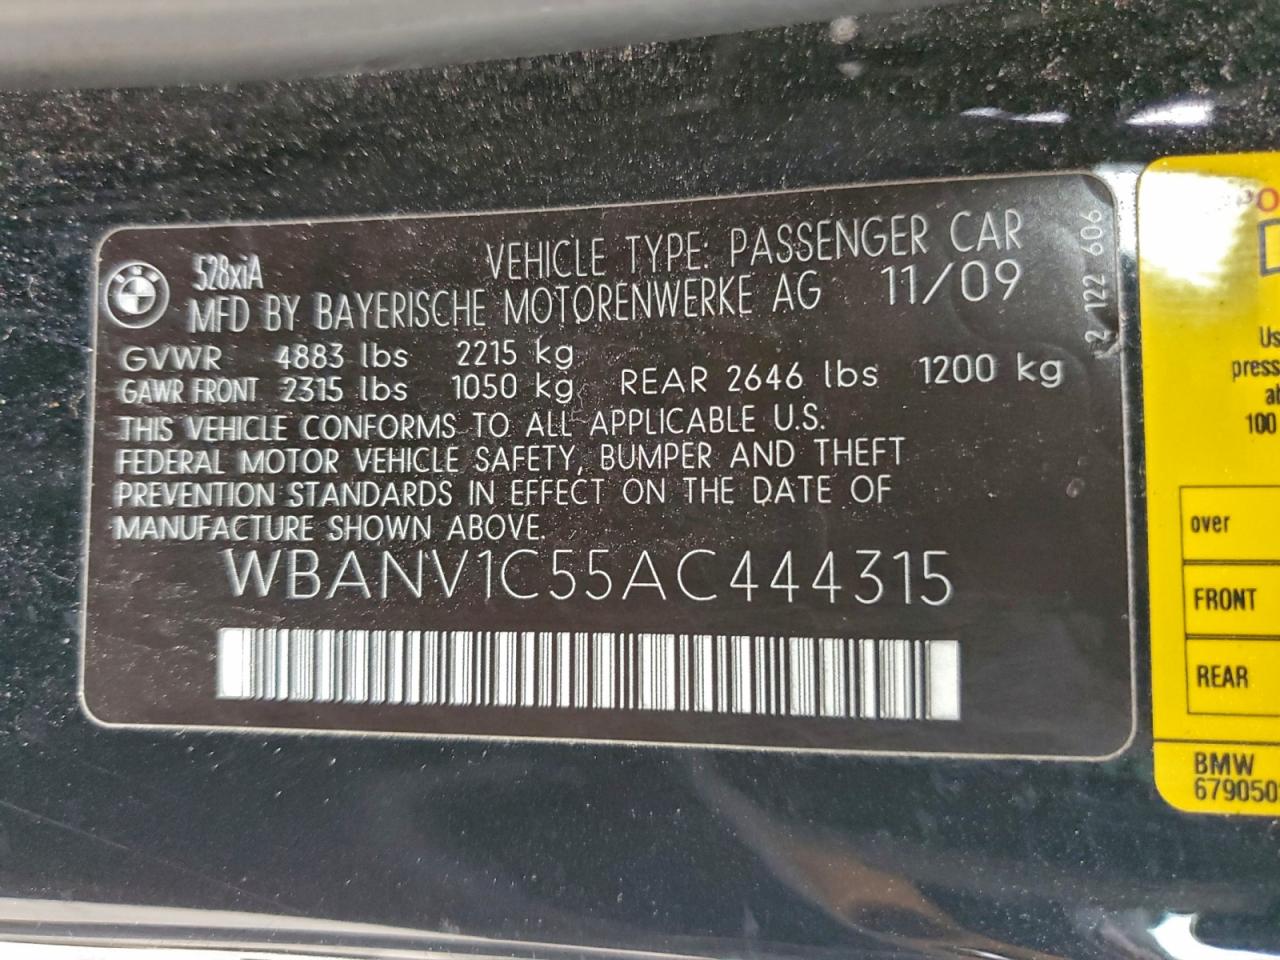 528xiA
VEHICLE TYPE: PASSENGER CAR
MFD BY BAYERISCHE MOTORENWERKE AG 11/09
GVWR 4883 lbs 2215 kg
GAWR FRONT 2315 lbs 1050 kg REAR 2646 lbs 1200 kg
THIS VEHICLE CONFORMS TO ALL APPLICABLE U.S.
FEDERAL MOTOR VEHICLE SAFETY, BUMPER AND THEFT
PREVENTION STANDARDS IN EFFECT ON THE DATE OF
MANUFACTURE SHOWN ABOVE.
WBANV1C55AC444315
2 122 606
Us
press
100
over
FRONT
REAR
BMW